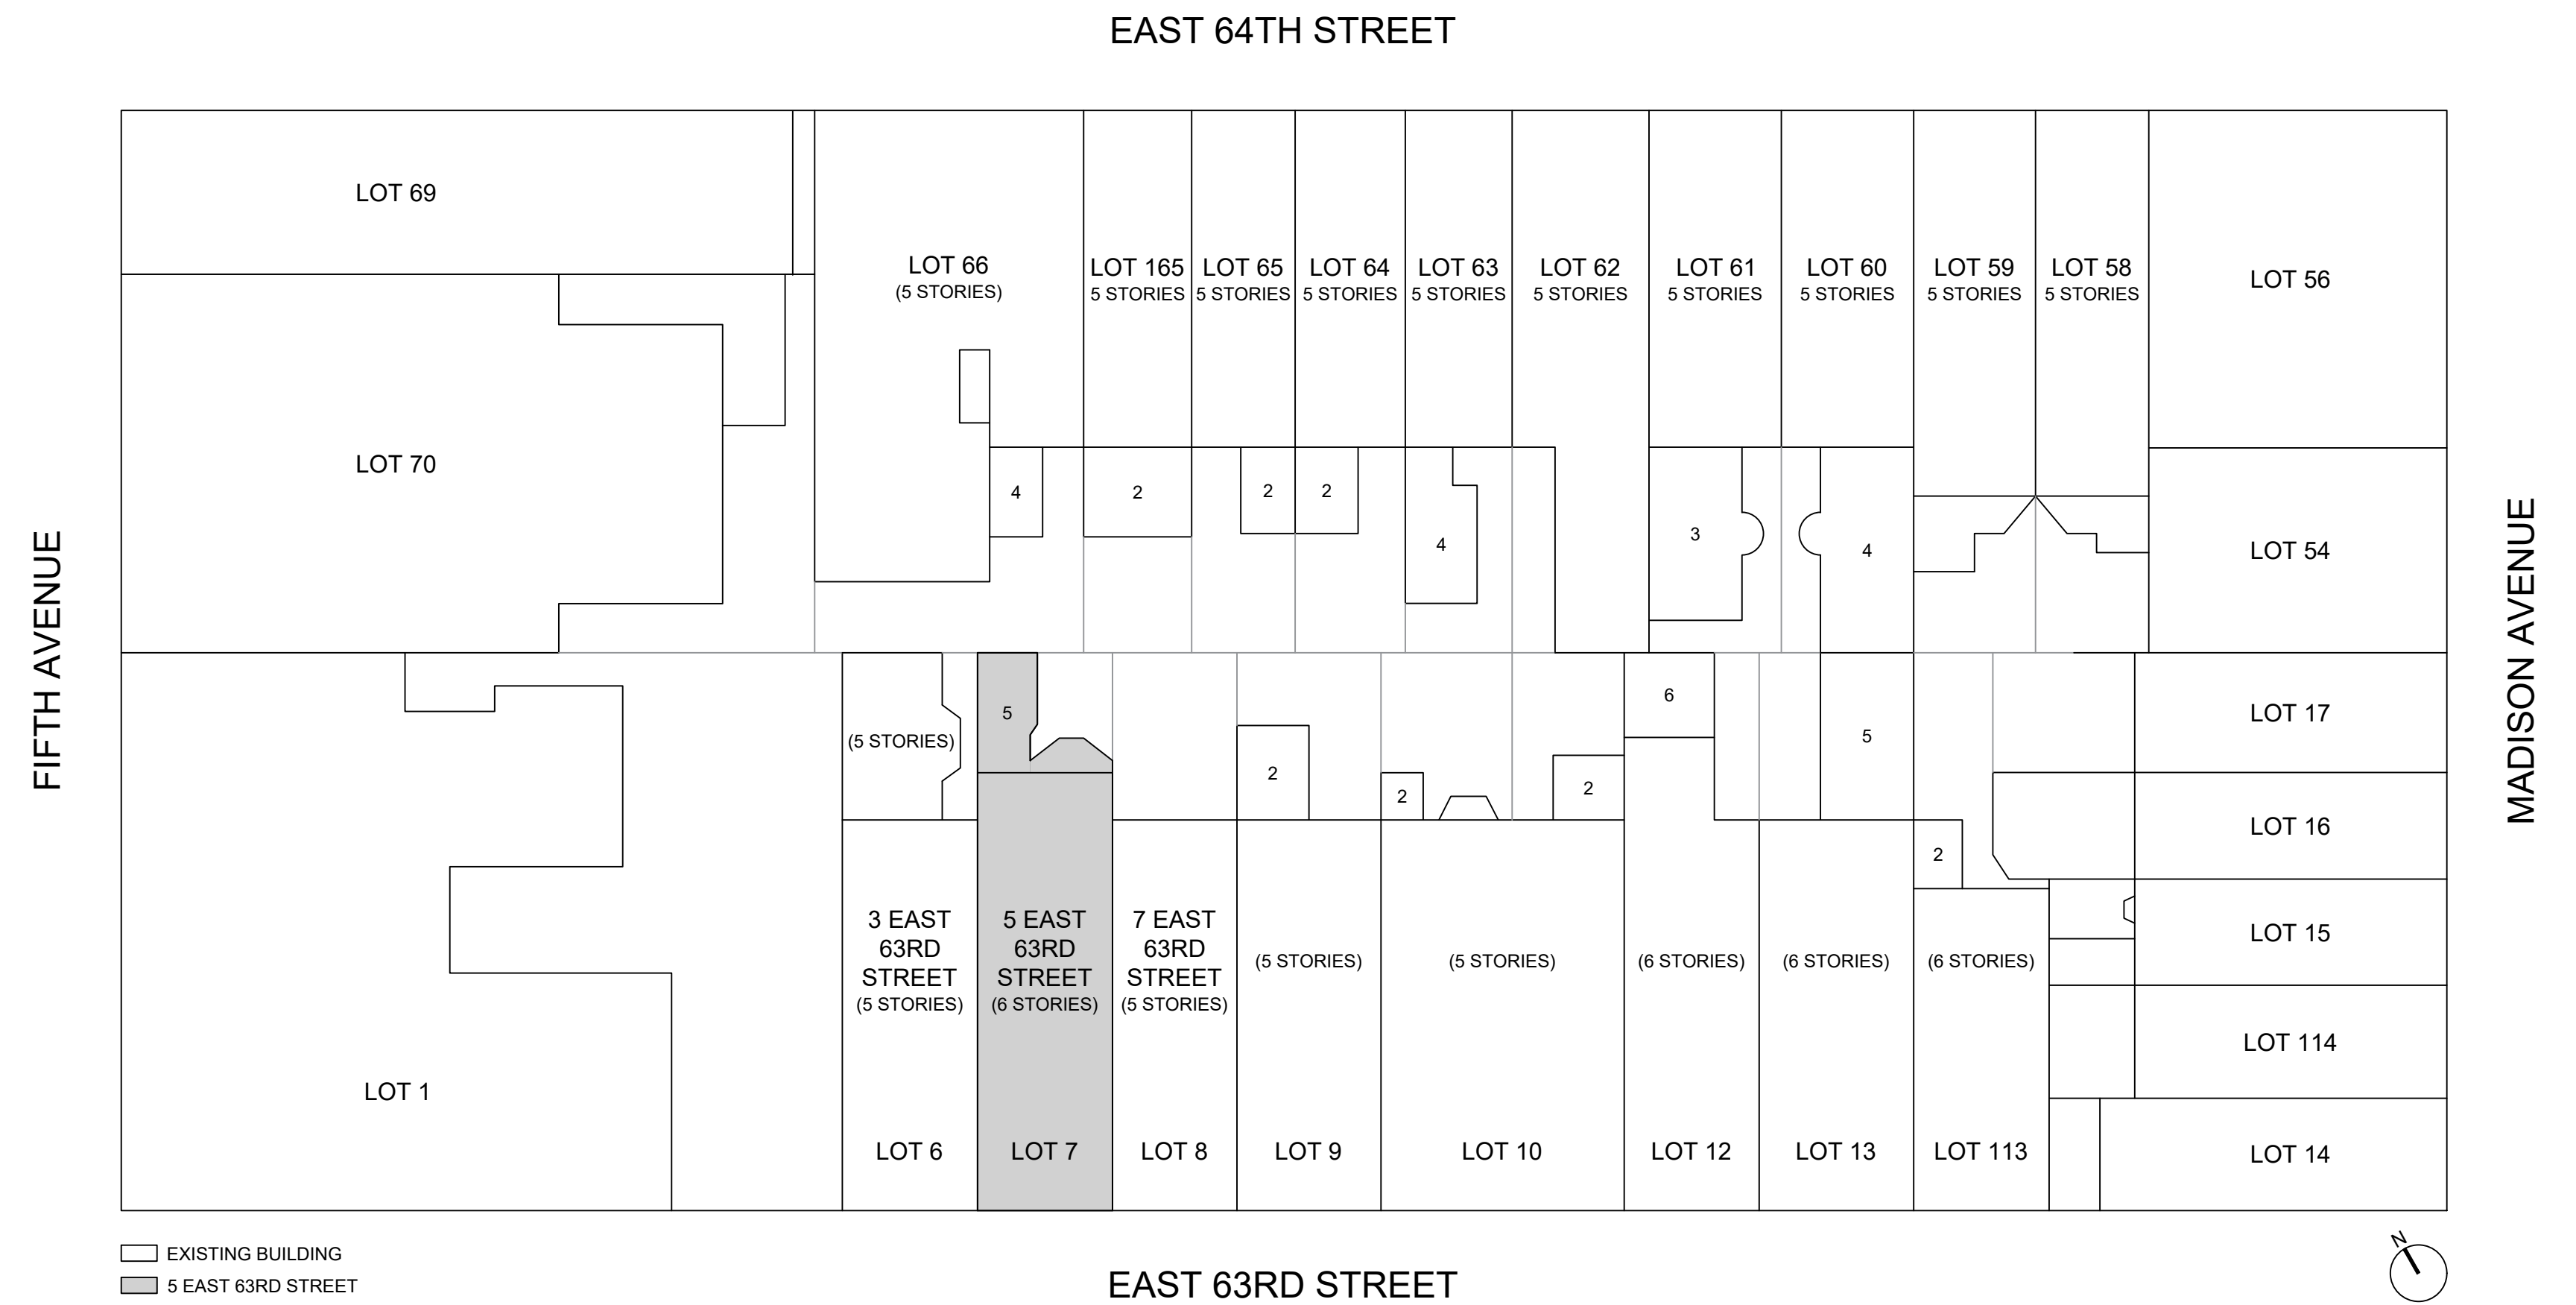 EAST 64TH STREET
LOT 69
LOT 66
(5 STORIES)
LOT 165
5 STORIES
LOT 65
5 STORIES
LOT 64
5 STORIES
LOT 63
5 STORIES
LOT 62
5 STORIES
LOT 61
5 STORIES
LOT 60
5 STORIES
LOT 59
5 STORIES
LOT 58
5 STORIES
LOT 56
LOT 70
4
2
2
2
4
3
4
LOT 54
FIFTH AVENUE
MADISON AVENUE
(5 STORIES)
5
2
2
2
6
5
2
LOT 17
LOT 16
LOT 15
LOT 114
LOT 14
LOT 1
3 EAST
63RD
STREET
(5 STORIES)
LOT 6
5 EAST
63RD
STREET
(6 STORIES)
LOT 7
7 EAST
63RD
STREET
(5 STORIES)
LOT 8
(5 STORIES)
LOT 9
(5 STORIES)
LOT 10
(6 STORIES)
LOT 12
(6 STORIES)
LOT 13
(6 STORIES)
LOT 113
EXISTING BUILDING
5 EAST 63RD STREET
EAST 63RD STREET
N